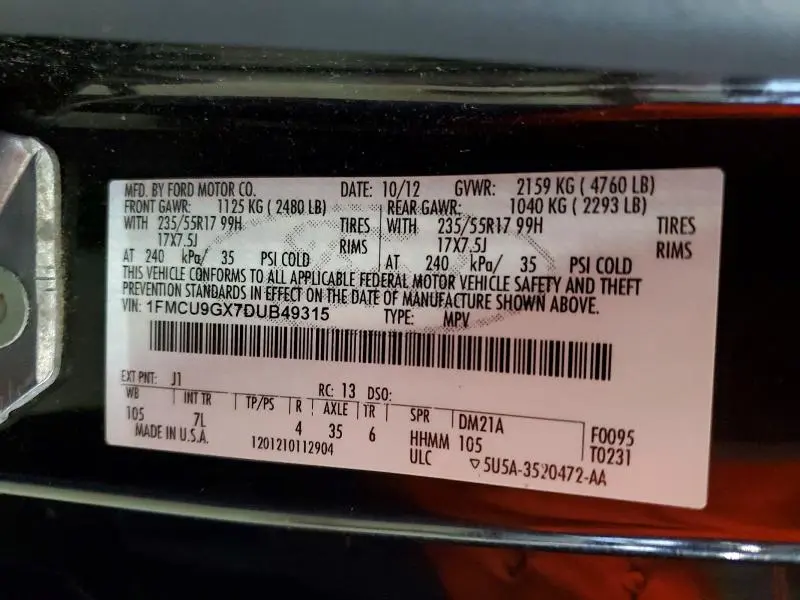 MFD. BY FORD MOTOR CO. DATE: 10/12 GVWR: 2159 KG ( 4760 LB)
FRONT GAWR: 1125 KG ( 2480 LB) REAR GAWR: 1040 KG ( 2293 LB)
WITH 235/55R17 99H TIRES WITH 235/55R17 99H TIRES
17X7.5J RIMS 17X7.5J RIMS
AT 240 kPa/ 35 PSI COLD AT 240 kPa/ 35 PSI COLD
THIS VEHICLE CONFORMS TO ALL APPLICABLE FEDERAL MOTOR VEHICLE SAFETY AND THEFT
PREVENTION STANDARDS IN EFFECT ON THE DATE OF MANUFACTURE SHOWN ABOVE.
VIN: 1FMCU9GX7DUB49315 TYPE: MPV
EXT PNT: J1 RC: 13 DSO:
WB INT TR TP/PS R AXLE TR SPR DM21A
105 7L 4 35 6 HHMM 105 F0095
MADE IN U.S.A. 1201210112904 ULC 5U5A-3520472-AA T0231